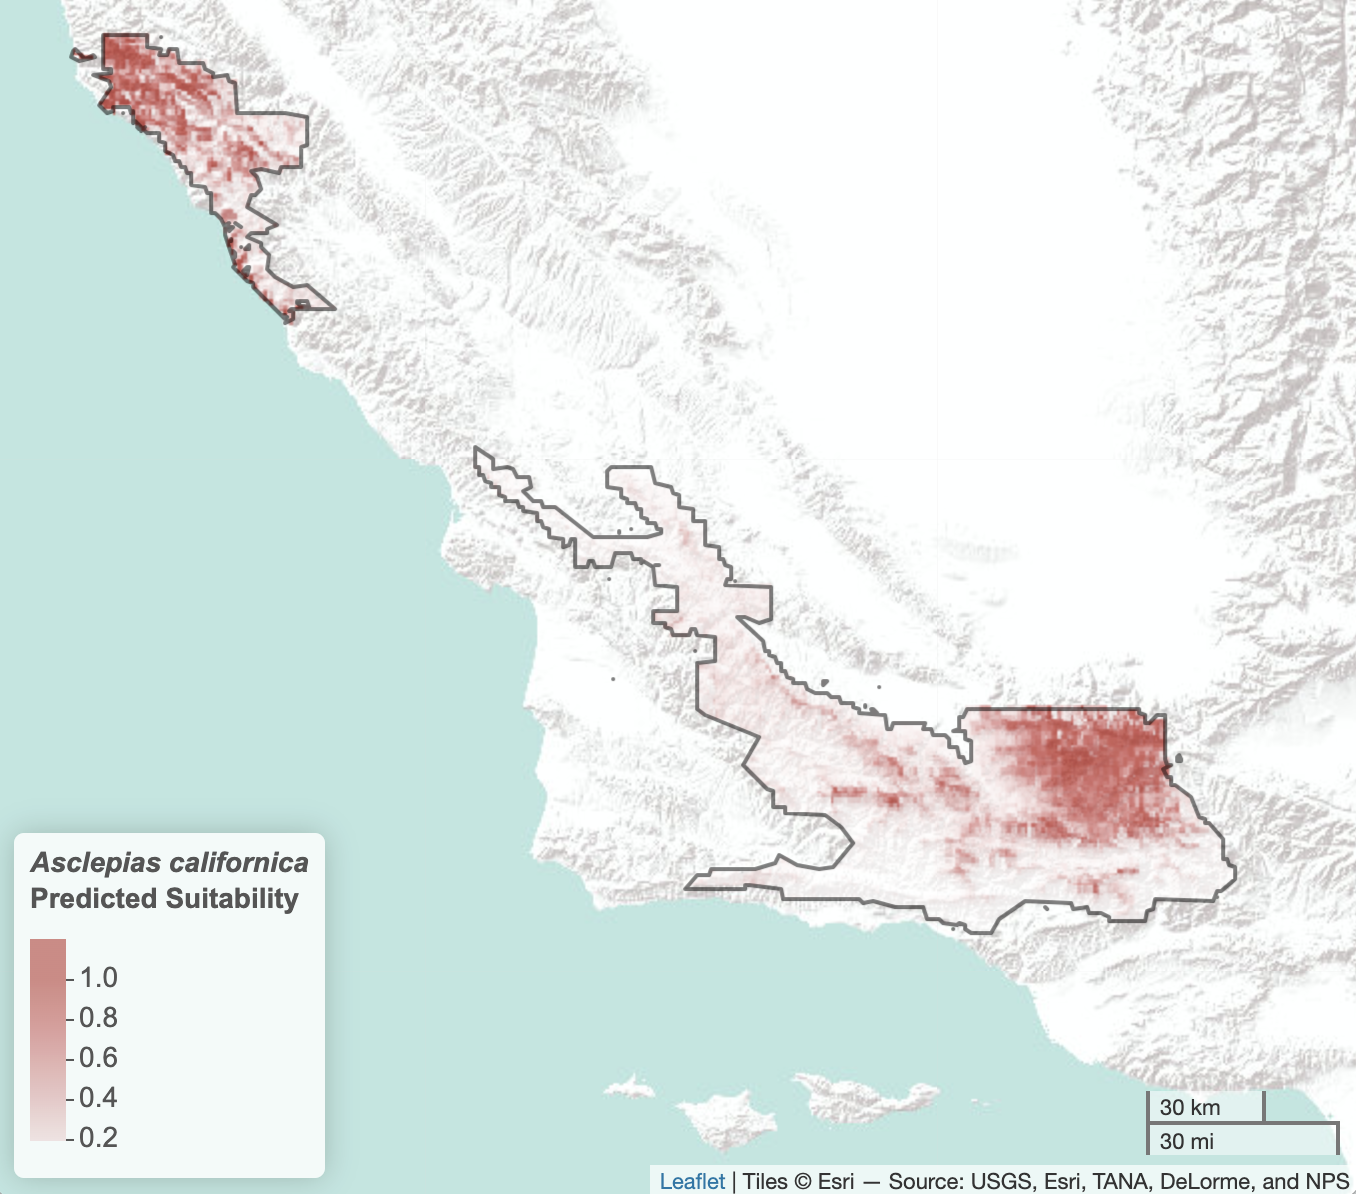 Asclepias californica
Predicted Suitability
1.0
0.8
0.6
0.4
0.2
30 km
30 mi
Leaflet | Tiles © Esri — Source: USGS, Esri, TANA, DeLorme, and NPS